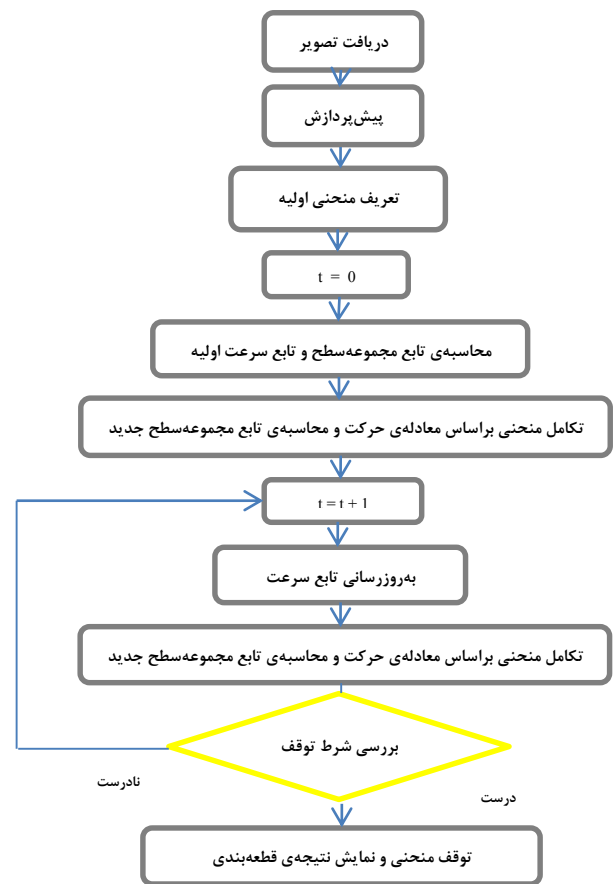 دریافت تصویر
پیش‌پردازش
تعریف منحنی اولیه
t = 0
محاسبه‌ی تابع مجموعه‌سطح و تابع سرعت اولیه
تکامل منحنی براساس معادله‌ی حرکت و محاسبه‌ی تابع مجموعه‌سطح جدید
t = t + 1
به‌روزرسانی تابع سرعت
تکامل منحنی براساس معادله‌ی حرکت و محاسبه‌ی تابع مجموعه‌سطح جدید
بررسی شرط توقف
نادرست
درست
توقف منحنی و نمایش نتیجه‌ی قطعه‌بندی